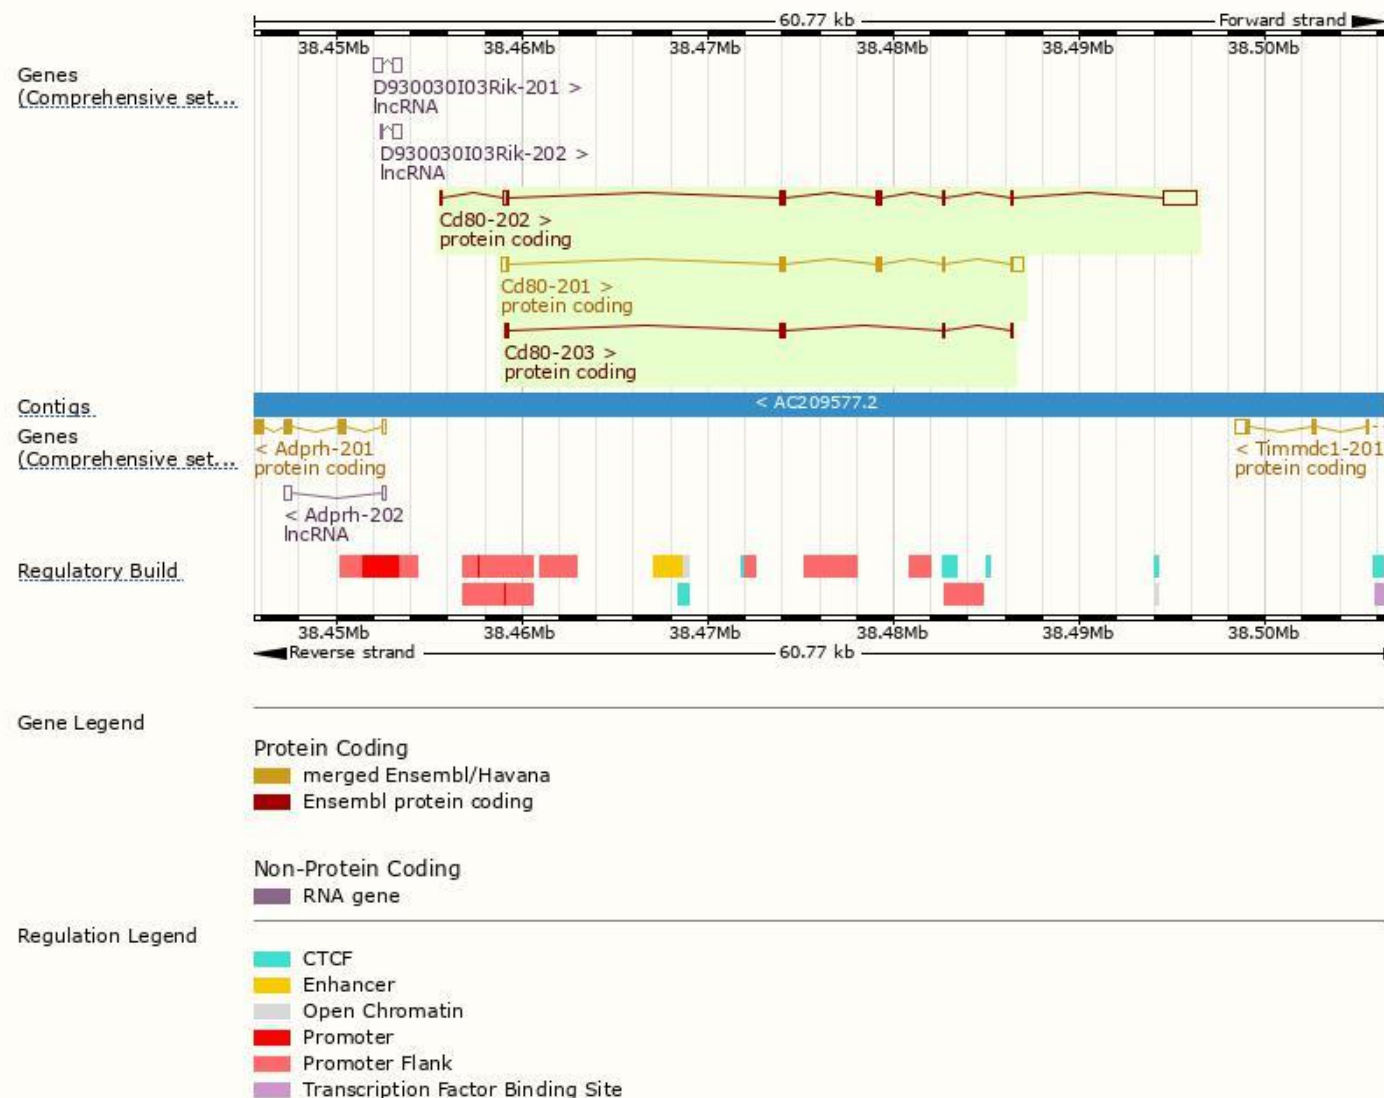 60.77 kb Forward strand
38.45Mb 38.46Mb 38.47Mb 38.48Mb 38.49Mb 38.50Mb
Genes
(Comprehensive set...
D930030I03Rik-201 >
lncRNA
D930030I03Rik-202 >
lncRNA
Cd80-202 >
protein coding
Cd80-201 >
protein coding
Cd80-203 >
protein coding
Contigs
< AC209577.2
Genes
(Comprehensive set...
< Adprh-201 < Timmdc1-201
protein coding protein coding
< Adprh-202
lncRNA
Regulatory Build
38.45Mb 38.46Mb 38.47Mb 38.48Mb 38.49Mb 38.50Mb
Reverse strand 60.77 kb
Gene Legend
Protein Coding
merged Ensembl/Havana
Ensembl protein coding
Non-Protein Coding
RNA gene
Regulation Legend
CTCF
Enhancer
Open Chromatin
Promoter
Promoter Flank
Transcription Factor Binding Site